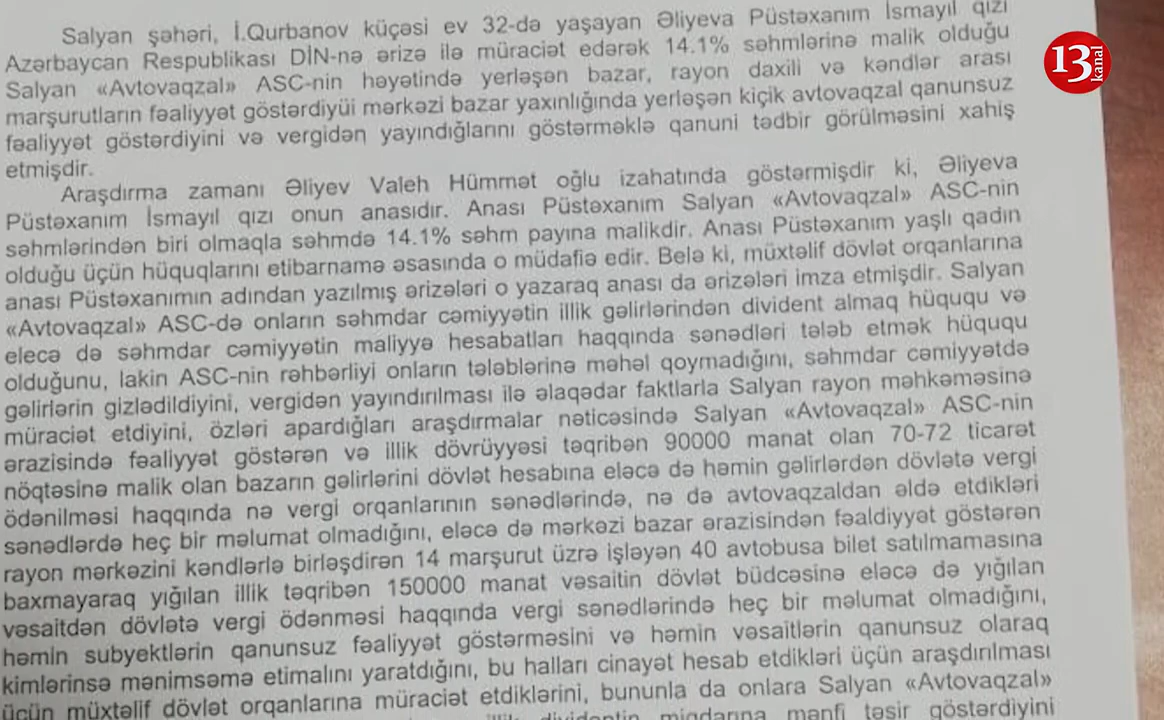 Salyan şəhəri, İ.Qurbanov küçəsi ev 32-də yaşayan Əliyeva Püstəxanım İsmayıl qızı
Azərbaycan Respublikası DİN-nə ərizə ilə müraciət edərək 14.1% səhmlərinə malik olduğu
Salyan «Avtovaqzal» ASC-nin həyətində yerləşən bazar, rayon daxili və kəndlər arası
marşurutların fəaliyyət göstərdiyüi mərkəzi bazar yaxınlığında yerləşən kiçik avtovaqzal qanunsuz
fəaliyyət göstərdiyini və vergidən yayındığlarını göstərməklə qanuni tədbir görülməsini xahiş
etmişdir.
Araşdırma zamanı Əliyev Valeh Hümmət oğlu izahatında göstərmişdir ki, Əliyeva
Püstəxanım İsmayıl qızı onun anasıdır. Anası Püstəxanım Salyan «Avtovaqzal» ASC-nin
səhmlərindən biri olmaqla səhmdə 14.1% səhm payına malikdir. Anası Püstəxanım yaşlı qadın
olduğu üçün hüquqlarını etibarnamə əsasında o müdafiə edir. Belə ki, müxtəlif dövlət orqanlarına
anası Püstəxanımın adından yazılmış ərizələri o yazaraq anası da ərizələri imza etmişdir. Salyan
«Avtovaqzal» ASC-də onların səhmdar cəmiyyətin illik gəlirlərindən divident almaq hüququ və
eləcə də səhmdar cəmiyyətin maliyyə hesabatları haqqında sənədləri tələb etmək hüququ
olduğunu, lakin ASC-nin rəhbərliyi onların tələblərinə məhəl qoymadığını, səhmdar cəmiyyətdə
gəlirlərin gizlədildiyini, vergidən yayındırılması ilə əlaqədar faktlarla Salyan rayon məhkəməsinə
müraciət etdiyini, özləri apardığları araşdırmalar nəticəsində Salyan «Avtovaqzal» ASC-nin
ərazisində fəaliyyət göstərən və illik dövrüyyəsi təqribən 90000 manat olan 70-72 ticarət
nöqtəsinə malik olan bazarın gəlirlərini dövlət hesabına eləcə də həmin gəlirlərdən dövlətə vergi
ödənilməsi haqqında nə vergi orqanlarının sənədlərində, nə də avtovaqzaldan əldə etdikləri
sənədlərdə heç bir məlumat olmadığını, eləcə də mərkəzi bazar ərazisindən fəaldiyyət göstərən
rayon mərkəzini kəndlərlə birləşdirən 14 marşurut üzrə işləyən 40 avtobusa bilet satılmamasına
baxmayaraq yığılan illik təqribən 150000 manat vəsaitin dövlət büdcəsinə eləcə də yığılan
vəsaitdən dövlətə vergi ödənməsi haqqında vergi sənədlərində heç bir məlumat olmadığını,
həmin subyektlərin qanunsuz fəaliyyət göstərməsini və həmin vəsaitlərin qanunsuz olaraq
kimlərinsə mənimsəmə etimalını yaratdığını, bu halları cinayət hesab etdikləri üçün araşdırılması
üçün müxtəlif dövlət orqanlarına müraciət etdiklərini, bununla da onlara Salyan «Avtovaqzal»
illik dividentin miqdarına mənfi təsir göstərdiyini
13 kanal